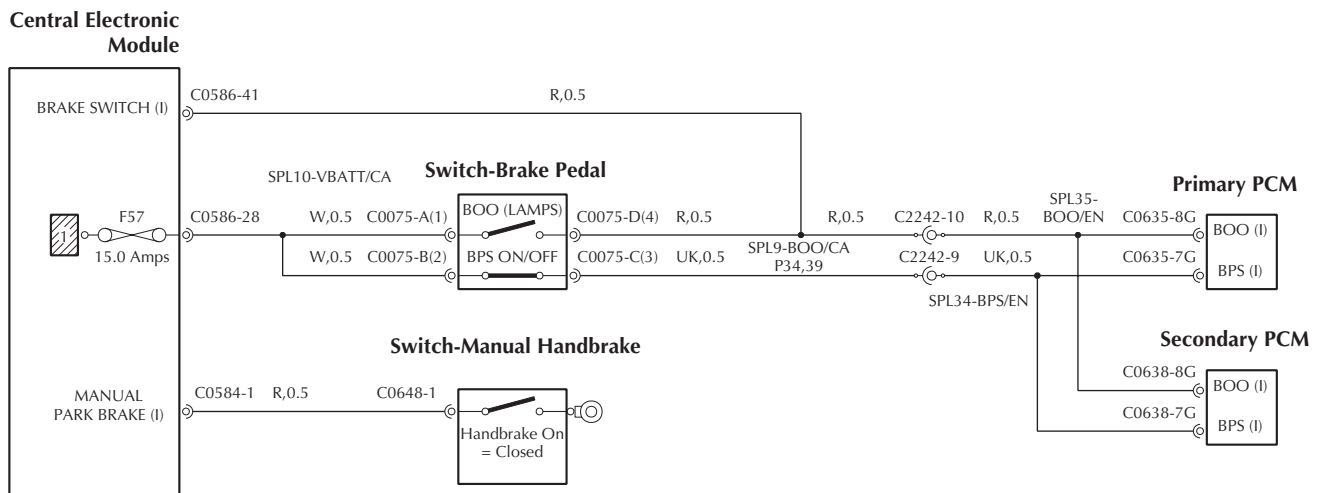 Central Electronic
Module
BRAKE SWITCH (I)
C0586-41
R,0.5
SPL10-VBATT/CA
Switch-Brake Pedal
1
F57
15.0 Amps
C0586-28
W,0.5
C0075-A(1)
BOO (LAMPS)
C0075-D(4)
R,0.5
R,0.5
C2242-10
R,0.5
SPL35-
BOO/EN
C0635-8G
Primary PCM
BOO (I)
W,0.5
C0075-B(2)
BPS ON/OFF
C0075-C(3)
UK,0.5
SPL9-BOO/CA
P34,39
C2242-9
UK,0.5
C0635-7G
BPS (I)
SPL34-BPS/EN
Switch-Manual Handbrake
Secondary PCM
MANUAL
PARK BRAKE (I)
C0584-1
R,0.5
C0648-1
Handbrake On
= Closed
C0638-8G
BOO (I)
C0638-7G
BPS (I)